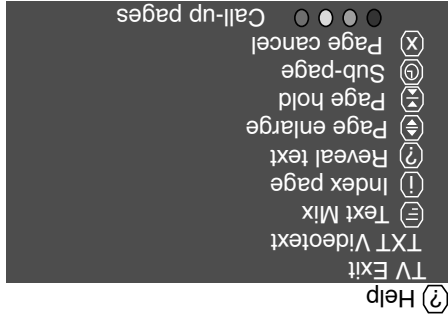 Help
TV Exit
TXT Videotext
Text Mix
Index page
Reveal text
Page enlarge
Page hold
Sub-page
Page cancel
Call-up pages